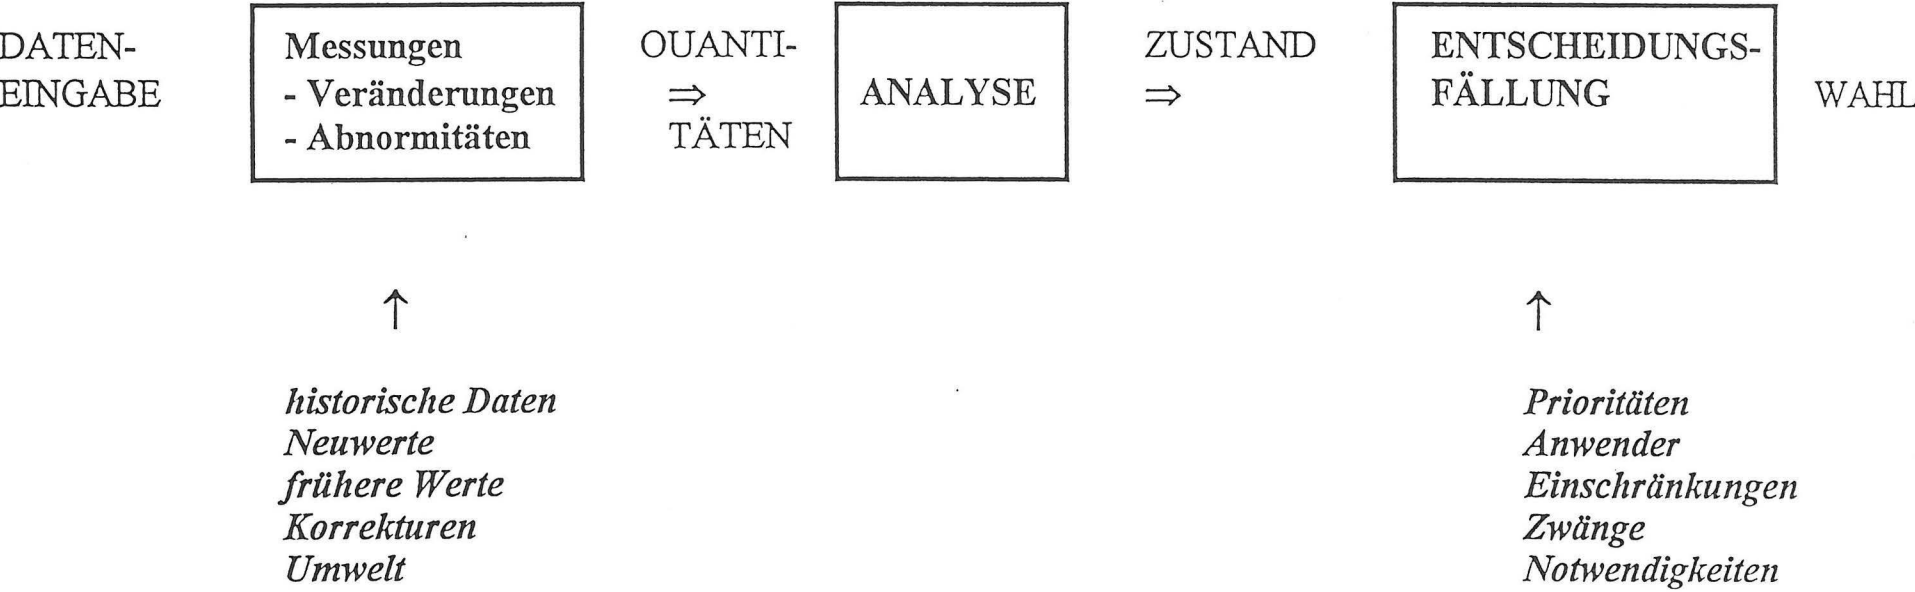 DATEN-
EINGABE
Messungen
- Veränderungen
- Abnormitäten
OUANTI-
⇒
TÄTEN
ANALYSE
ZUSTAND
⇒
ENTSCHEIDUNGS-
FÄLLUNG
WAHL
↑
historische Daten
Neuwerte
frühere Werte
Korrekturen
Umwelt
↑
Prioritäten
Anwender
Einschränkungen
Zwänge
Notwendigkeiten